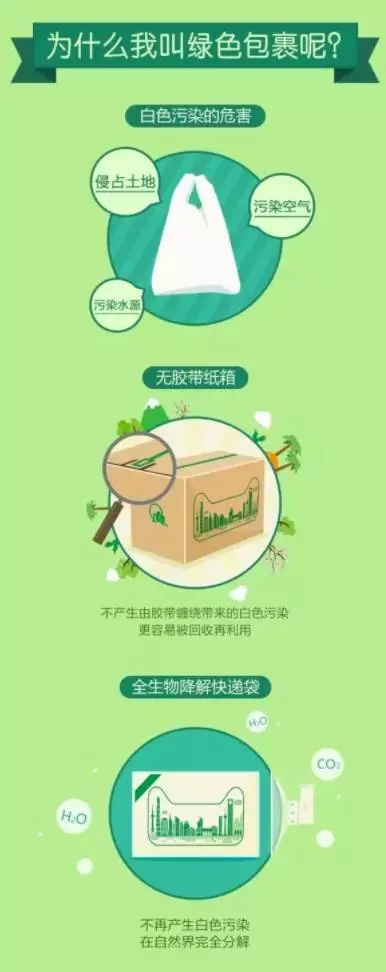 为什么我叫绿色包裹呢？
白色污染的危害
侵占土地
污染空气
污染水源
无胶带纸箱
不产生由胶带缠绕带来的白色污染
更容易被回收再利用
全生物降解快递袋
H₂O
CO₂
H₂O
不再产生白色污染
在自然界完全分解